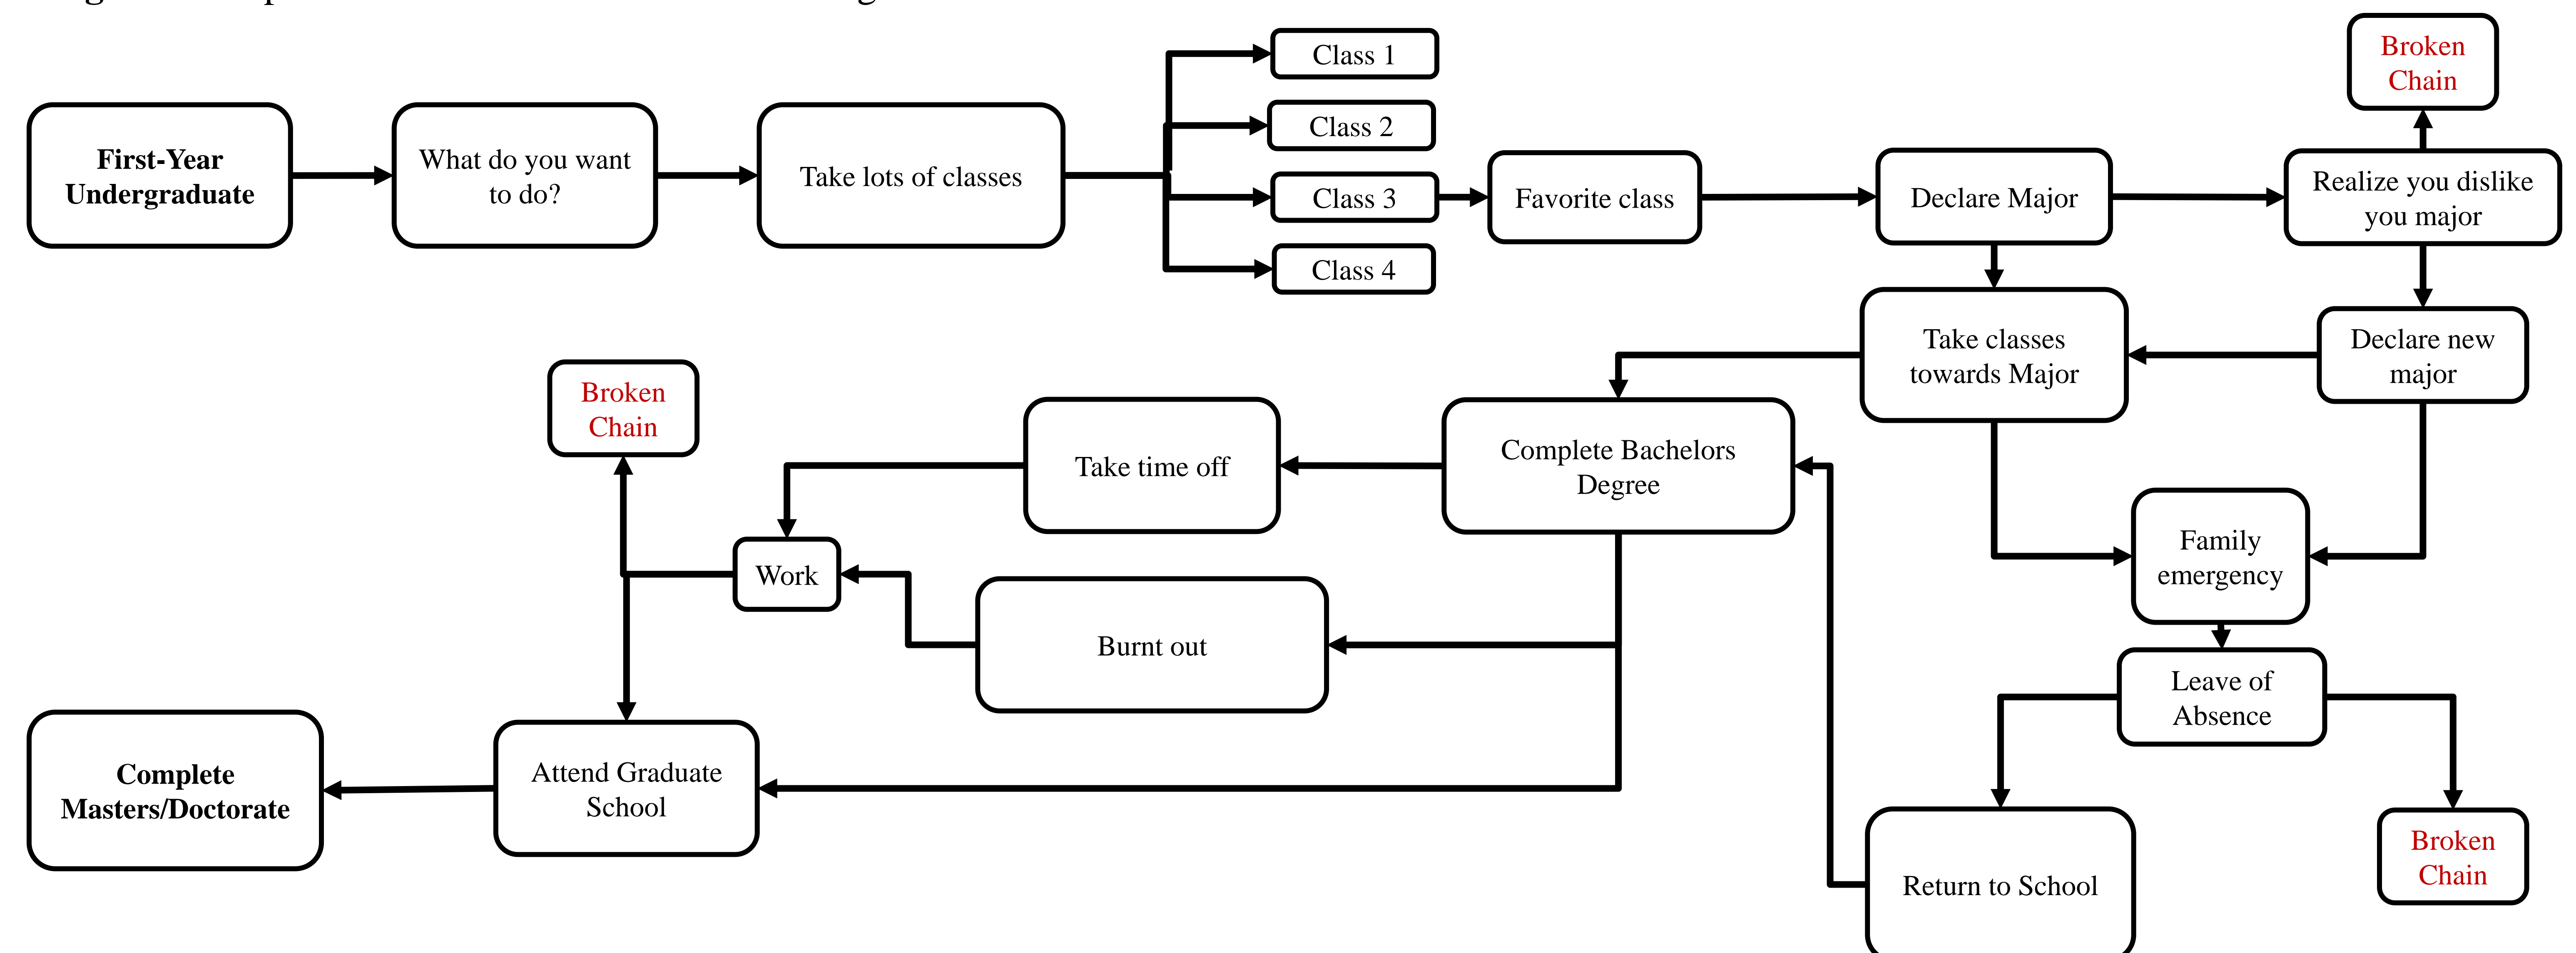 Broken
Chain
Class 1
Class 2
First-Year
Undergraduate
What do you want
to do?
Take lots of classes
Class 3
Favorite class
Declare Major
Realize you dislike
you major
Class 4
Take classes
towards Major
Declare new
major
Broken
Chain
Take time off
Complete Bachelors
Degree
Family
emergency
Work
Burnt out
Leave of
Absence
Complete
Masters/Doctorate
Attend Graduate
School
Return to School
Broken
Chain